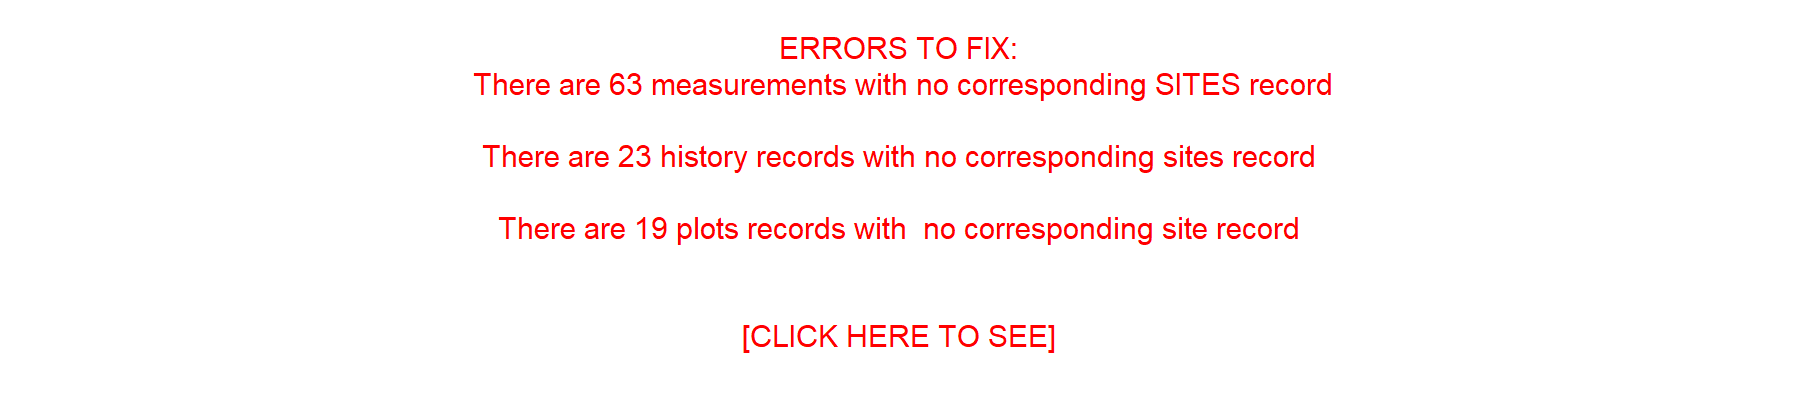 ERRORS TO FIX:
There are 63 measurements with no corresponding SITES record
There are 23 history records with no corresponding sites record
There are 19 plots records with  no corresponding site record
[CLICK HERE TO SEE]